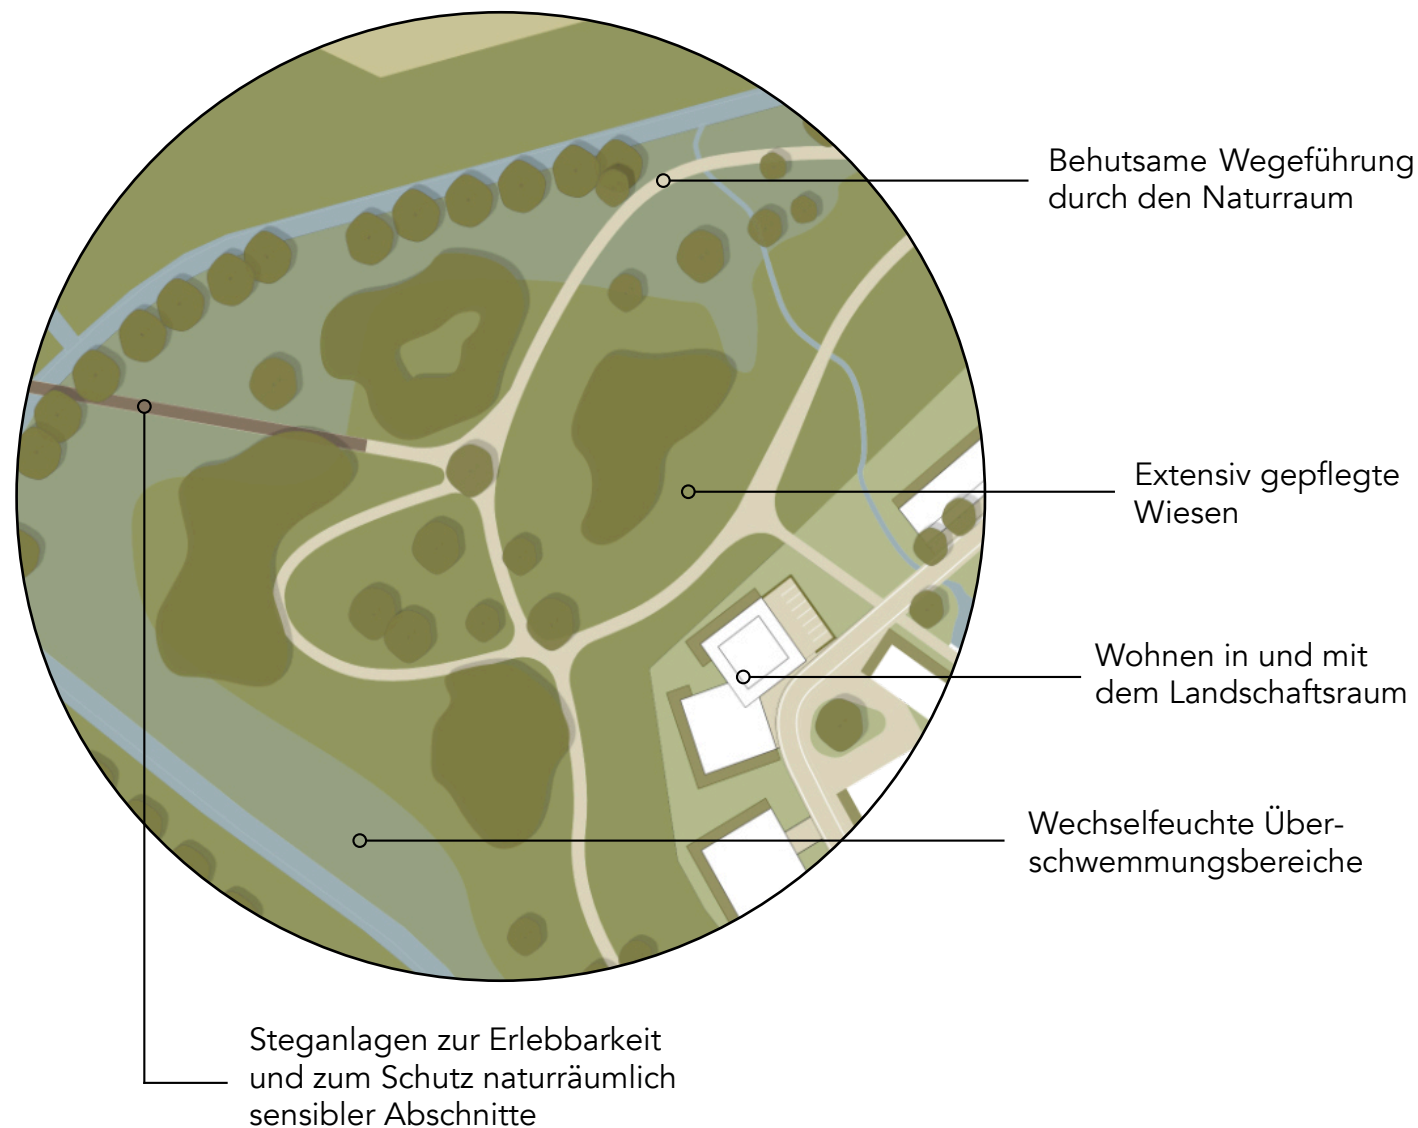 Behutsame Wegeführung
durch den Naturraum
Extensiv gepflegte
Wiesen
Wohnen in und mit
dem Landschaftsraum
Wechselfeuchte Über-
schwemmungsbereiche
Steganlagen zur Erlebbarkeit
und zum Schutz naturräumlich
sensibler Abschnitte